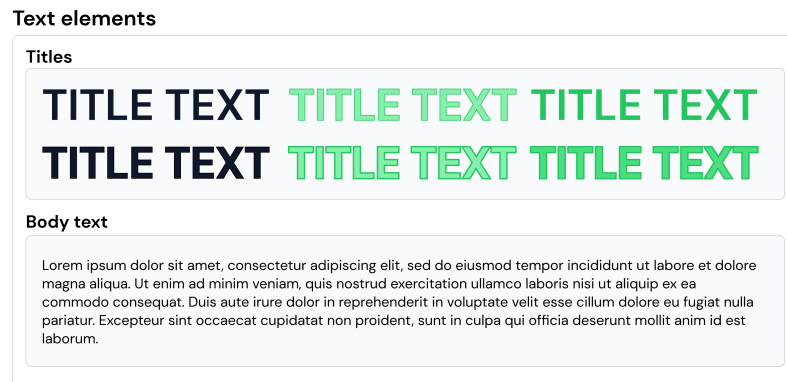 Text elements
Titles
TITLE TEXT TITLE TEXT TITLE TEXT
TITLE TEXT TITLE TEXT TITLE TEXT
Body text
Lorem ipsum dolor sit amet, consectetur adipiscing elit, sed do eiusmod tempor incididunt ut labore et dolore
magna aliqua. Ut enim ad minim veniam, quis nostrud exercitation ullamco laboris nisi ut aliquip ex ea
commodo consequat. Duis aute irure dolor in reprehenderit in voluptate velit esse cillum dolore eu fugiat nulla
pariatur. Excepteur sint occaecat cupidatat non proident, sunt in culpa qui officia deserunt mollit anim id est
laborum.